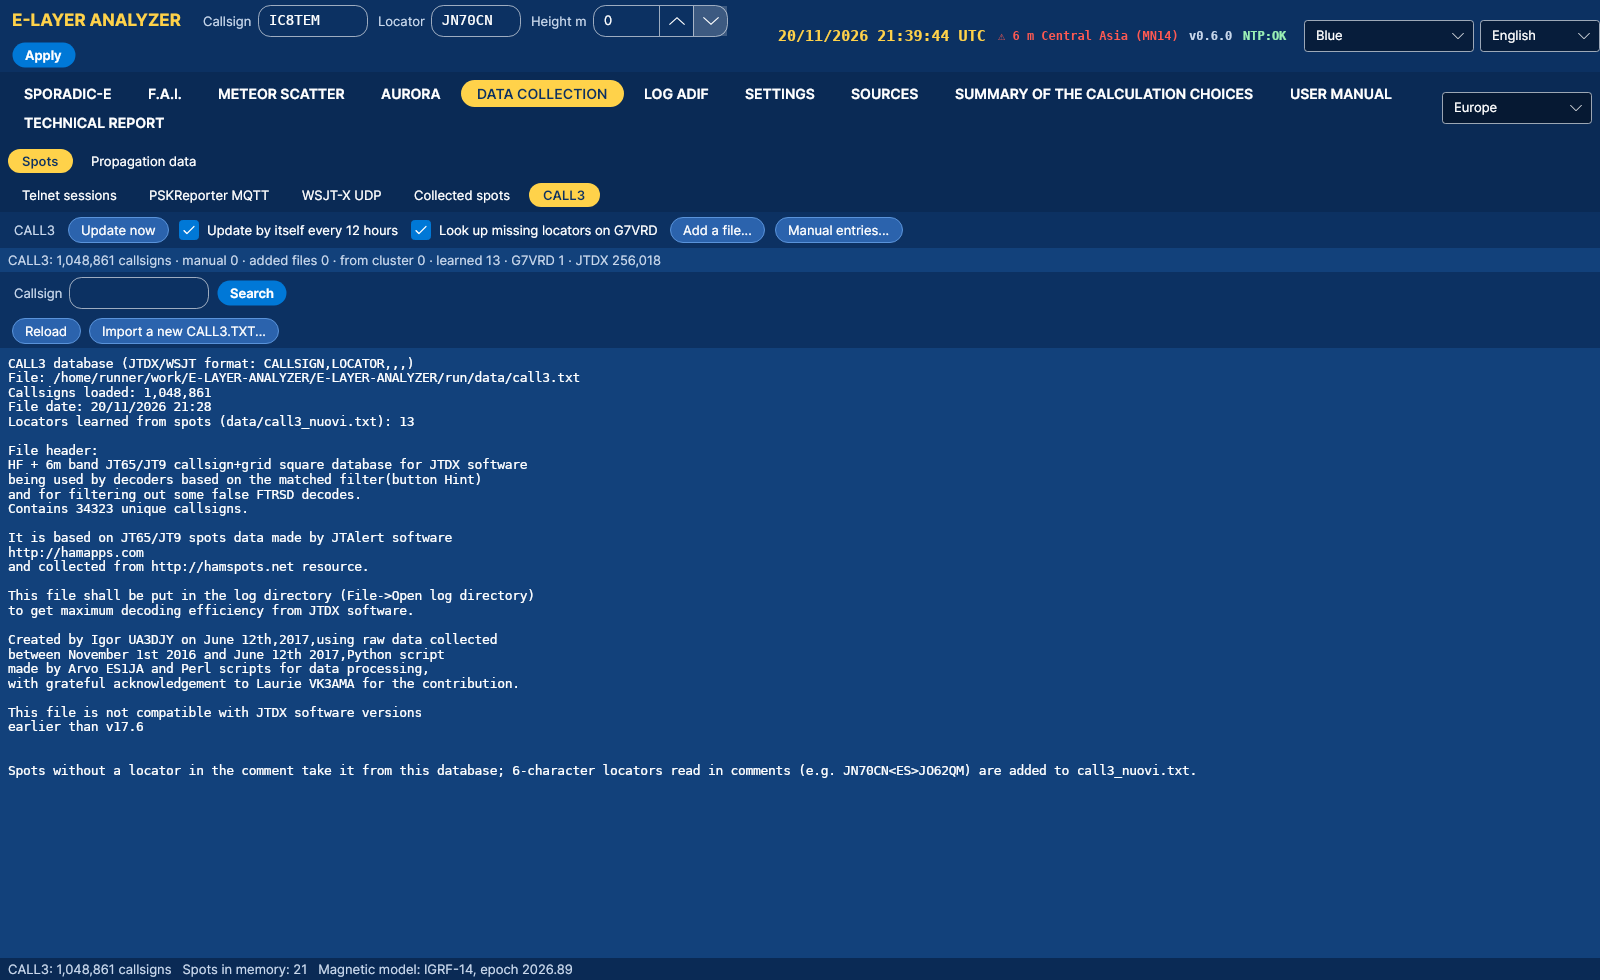 E-LAYER ANALYZER Callsign IC8TEM Locator JN70CN Height m 0
20/11/2026 21:39:44 UTC ⚠ 6 m Central Asia (MN14) v0.6.0 NTP:OK Blue English
Apply
SPORADIC-E F.A.I. METEOR SCATTER AURORA DATA COLLECTION LOG ADIF SETTINGS SOURCES SUMMARY OF THE CALCULATION CHOICES USER MANUAL
TECHNICAL REPORT
Europe
Spots Propagation data
Telnet sessions PSKReporter MQTT WSJT-X UDP Collected spots CALL3
CALL3 Update now Update by itself every 12 hours Look up missing locators on G7VRD Add a file... Manual entries...
CALL3: 1,048,861 callsigns · manual 0 · added files 0 · from cluster 0 · learned 13 · G7VRD 1 · JTDX 256,018
Callsign Search
Reload Import a new CALL3.TXT...
CALL3 database (JTDX/WSJT format: CALLSIGN,LOCATOR,,,)
File: /home/runner/work/E-LAYER-ANALYZER/E-LAYER-ANALYZER/run/data/call3.txt
Callsigns loaded: 1,048,861
File date: 20/11/2026 21:28
Locators learned from spots (data/call3_nuovi.txt): 13
File header:
HF + 6m band JT65/JT9 callsign+grid square database for JTDX software
being used by decoders based on the matched filter(button Hint)
and for filtering out some false FTRSD decodes.
Contains 34323 unique callsigns.
It is based on JT65/JT9 spots data made by JTAlert software
http://hamapps.com
and collected from http://hamspots.net resource.
This file shall be put in the log directory (File->Open log directory)
to get maximum decoding efficiency from JTDX software.
Created by Igor UA3DJY on June 12th,2017,using raw data collected
between November 1st 2016 and June 12th 2017,Python script
made by Arvo ES1JA and Perl scripts for data processing,
with grateful acknowledgement to Laurie VK3AMA for the contribution.
This file is not compatible with JTDX software versions
earlier than v17.6
Spots without a locator in the comment take it from this database; 6-character locators read in comments (e.g. JN70CN<ES>JO62QM) are added to call3_nuovi.txt.
CALL3: 1,048,861 callsigns Spots in memory: 21 Magnetic model: IGRF-14, epoch 2026.89